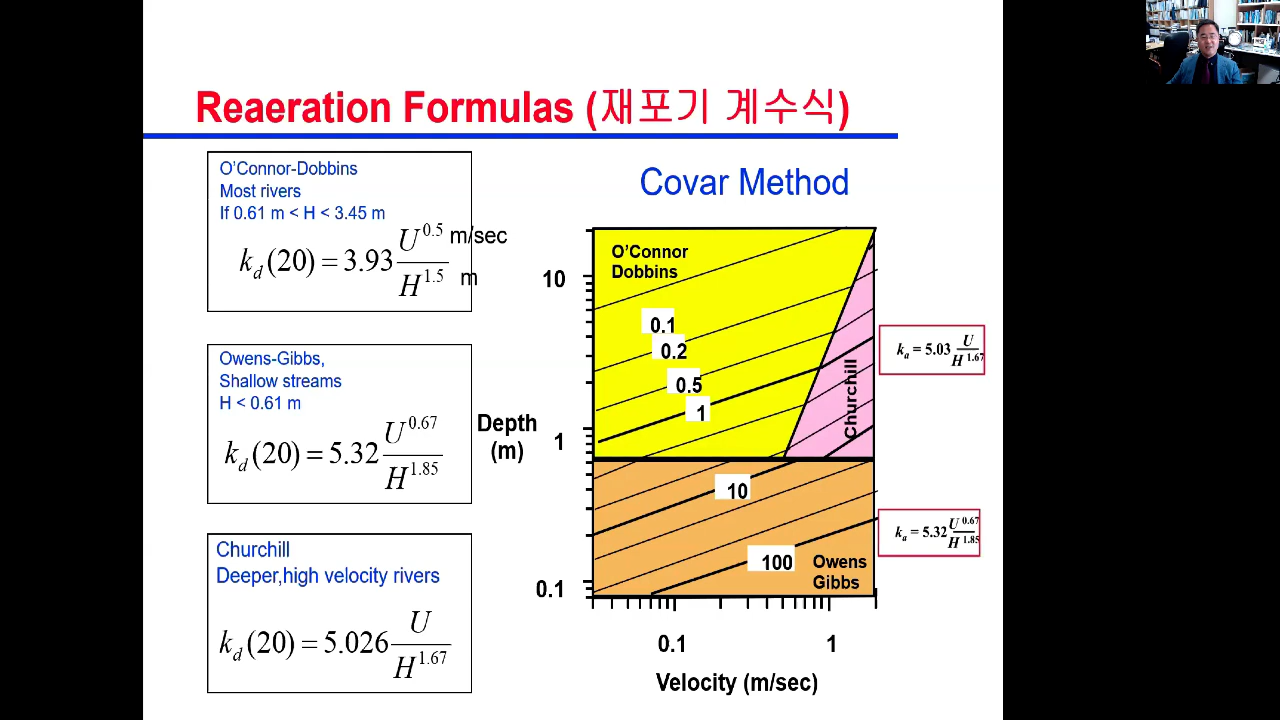 Reaeration Formulas (재포기 계수식)
O'Connor-Dobbins
Most rivers
If 0.61 m < H < 3.45 m
k_d(20) = 3.93 U^0.5 / H^1.5
m/sec
m
Owens-Gibbs,
Shallow streams
H < 0.61 m
k_d(20) = 5.32 U^0.67 / H^1.85
Churchill
Deeper,high velocity rivers
k_d(20) = 5.026 U / H^1.67
Covar Method
O'Connor
Dobbins
10
0.1
0.2
0.5
1
Churchill
Depth
(m)
1
10
100
Owens
Gibbs
0.1
0.1
1
Velocity (m/sec)
k_a = 5.03 U / H^1.67
k_a = 5.32 U^0.67 / H^1.85